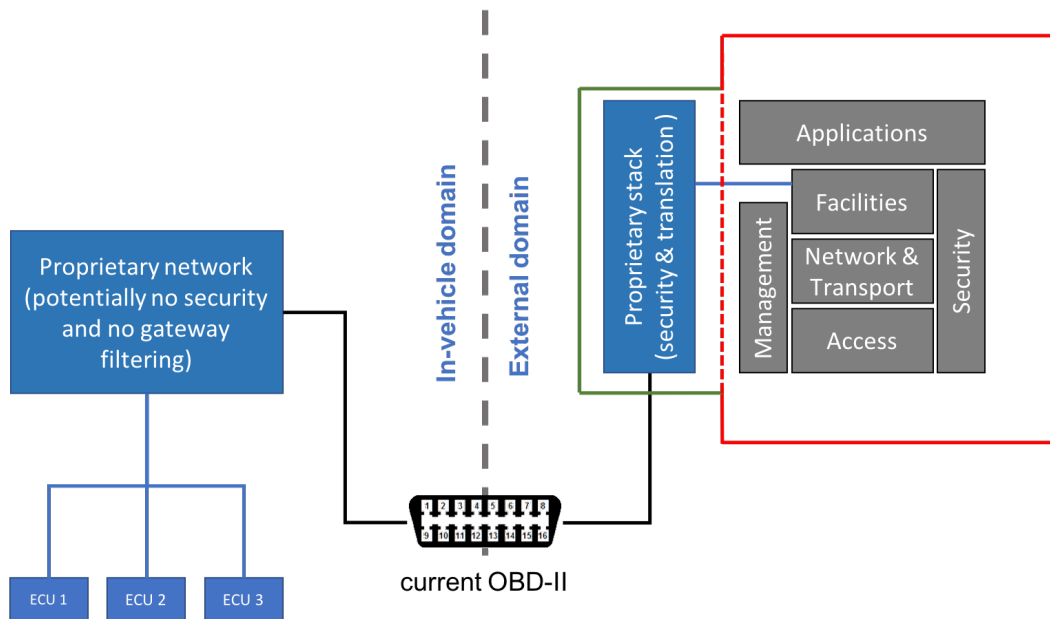 Proprietary network
(potentially no security
and no gateway
filtering)
ECU 1
ECU 2
ECU 3
In-vehicle domain
External domain
1 2 3 4 5 6 7 8
9 10 11 12 13 14 15 16
current OBD-II
Proprietary stack
(security & translation )
Applications
Facilities
Network &
Transport
Access
Management
Security